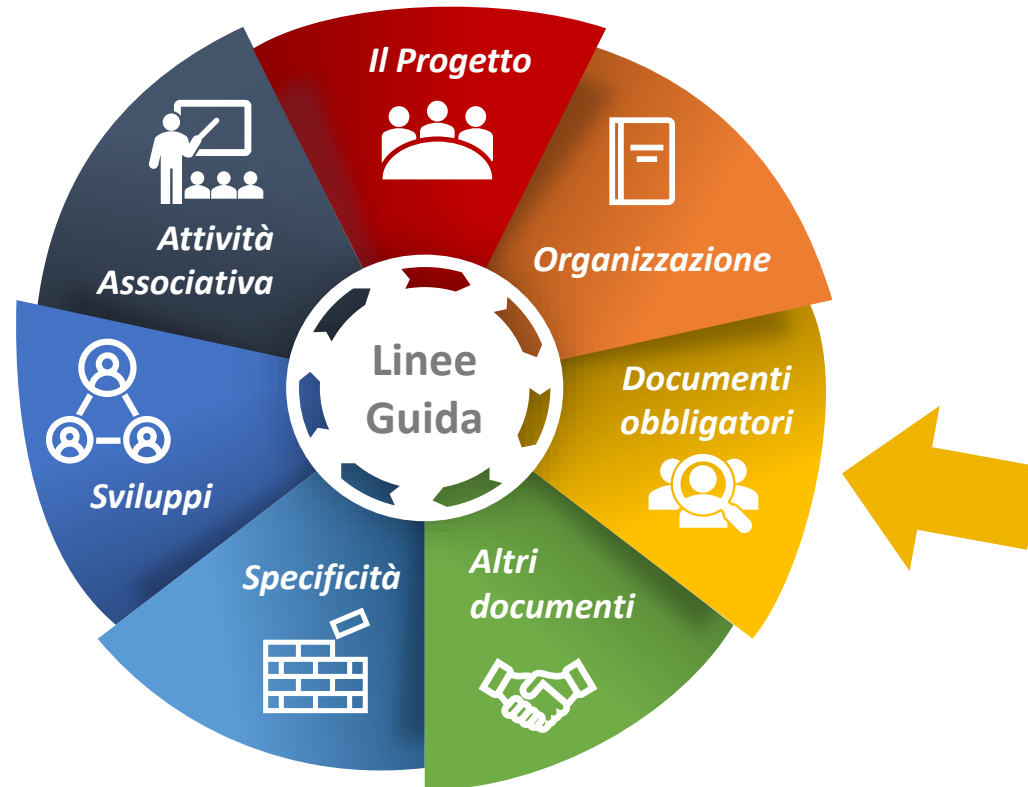 Il Progetto
Organizzazione
Documenti
obbligatori
Altri
documenti
Specificità
Sviluppi
Attività
Associativa
Linee
Guida